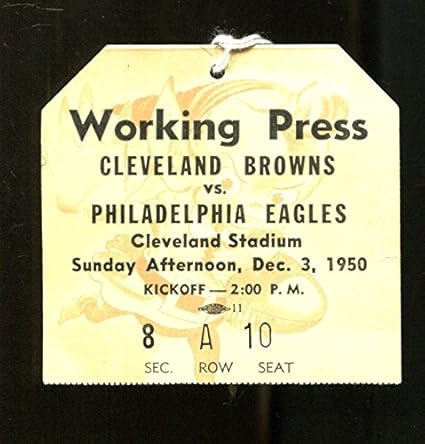 Working Press
CLEVELAND BROWNS
vs.
PHILADELPHIA EAGLES
Cleveland Stadium
Sunday Afternoon, Dec. 3, 1950
KICKOFF — 2:00 P. M.
11
8 A 10
SEC. ROW SEAT